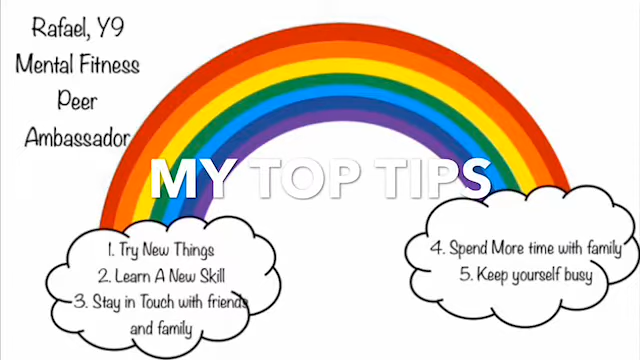 Rafael, Y9
Mental Fitness
Peer
Ambassador
MY TOP TIPS
1. Try New Things
2. Learn A New Skill
3. Stay in Touch with friends
and family
4. Spend More time with family
5. Keep yourself busy